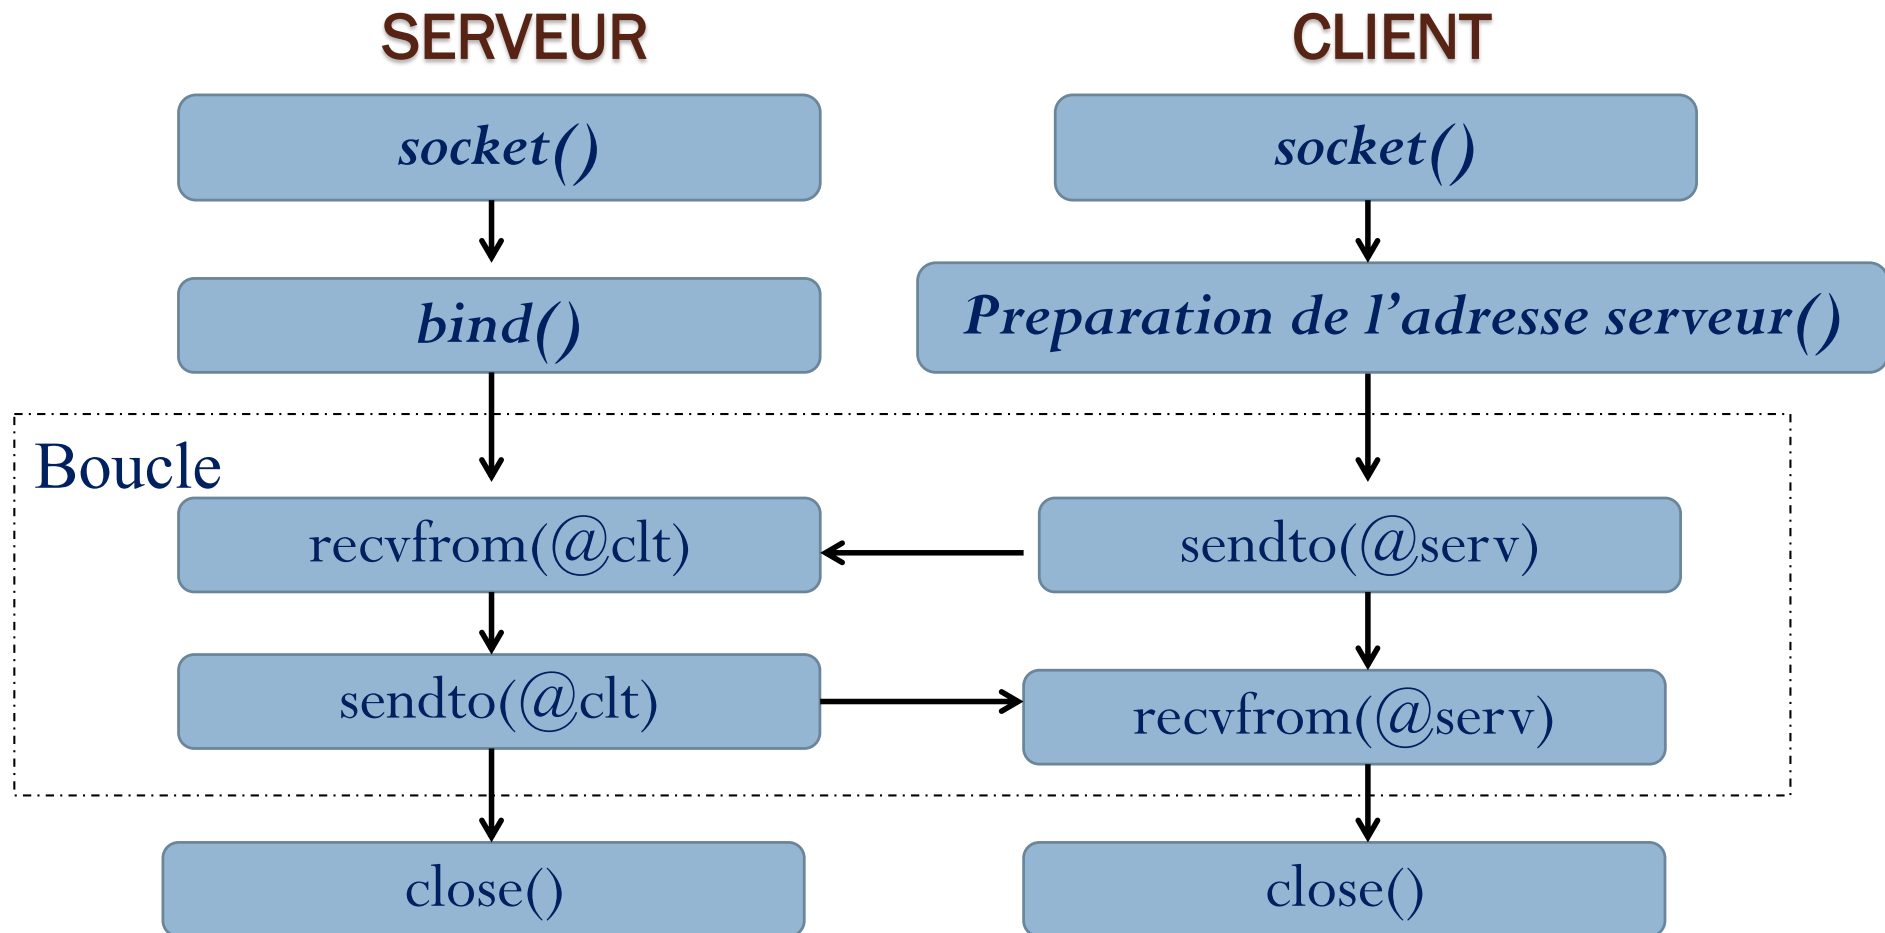 SERVEUR
CLIENT
socket()
socket()
bind()
Preparation de l’adresse serveur()
Boucle
recvfrom(@clt)
sendto(@serv)
sendto(@clt)
recvfrom(@serv)
close()
close()